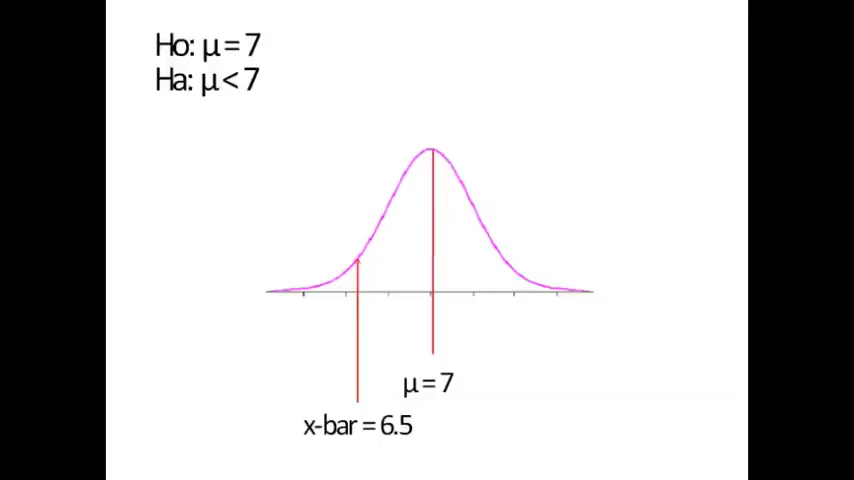 Ho: μ = 7
Ha: μ < 7
μ = 7
x-bar = 6.5